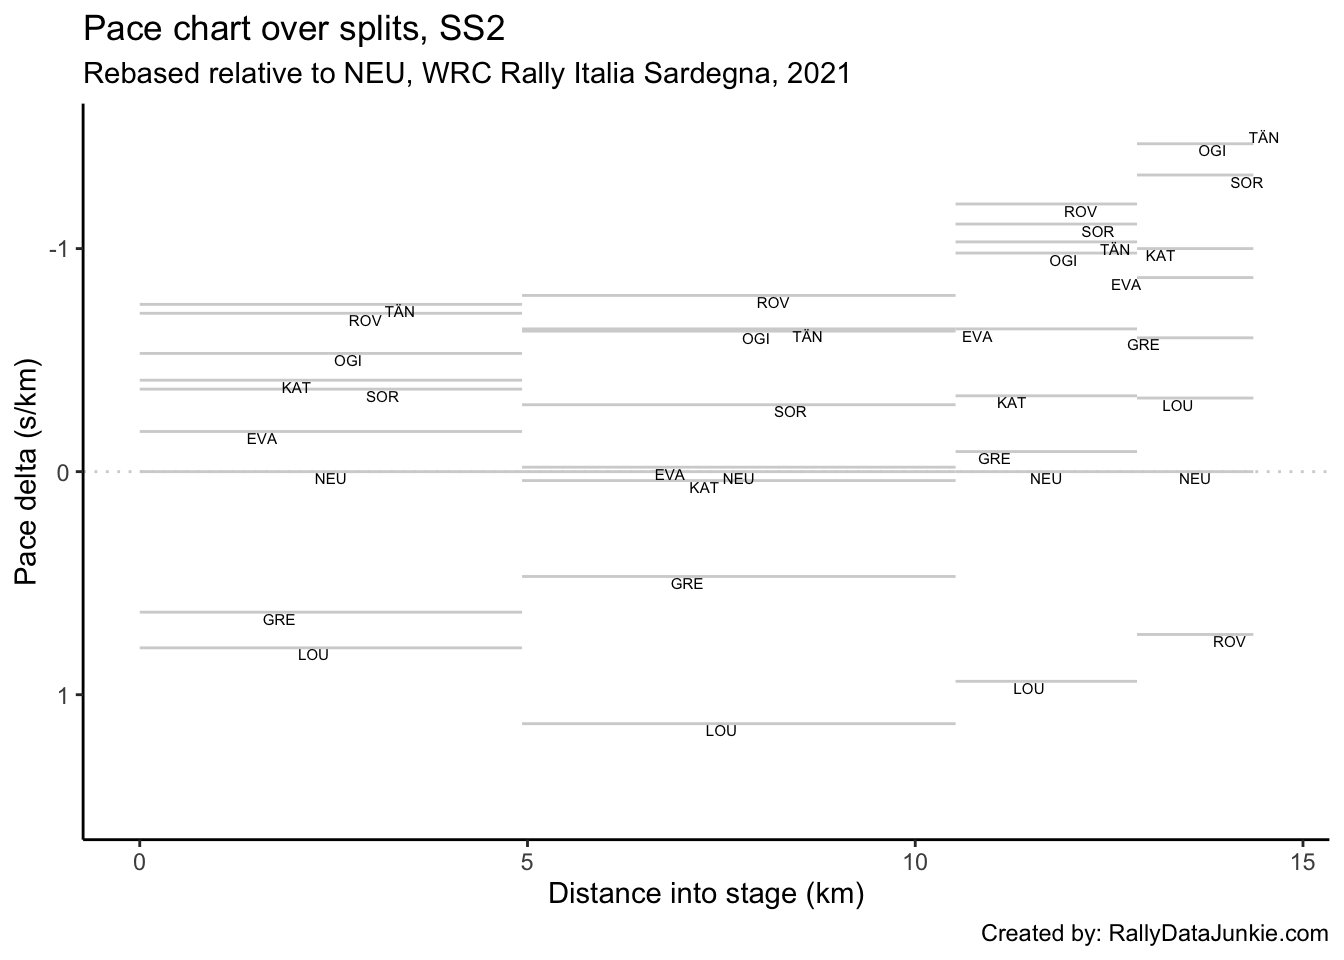 Pace chart over splits, SS2
Rebased relative to NEU, WRC Rally Italia Sardegna, 2021
TÄN
OGI
SOR
ROV
SOR
TÄN
KAT
OGI
EVA
ROV
TÄN
ROV
OGI
TÄN
EVA
GRE
OGI
KAT
SOR
SOR
KAT
LOU
EVA
GRE
NEU
EVA
NEU
KAT
NEU
NEU
GRE
GRE
LOU
ROV
LOU
LOU
-1
0
1
Pace delta (s/km)
0 5 10 15
Distance into stage (km)
Created by: RallyDataJunkie.com